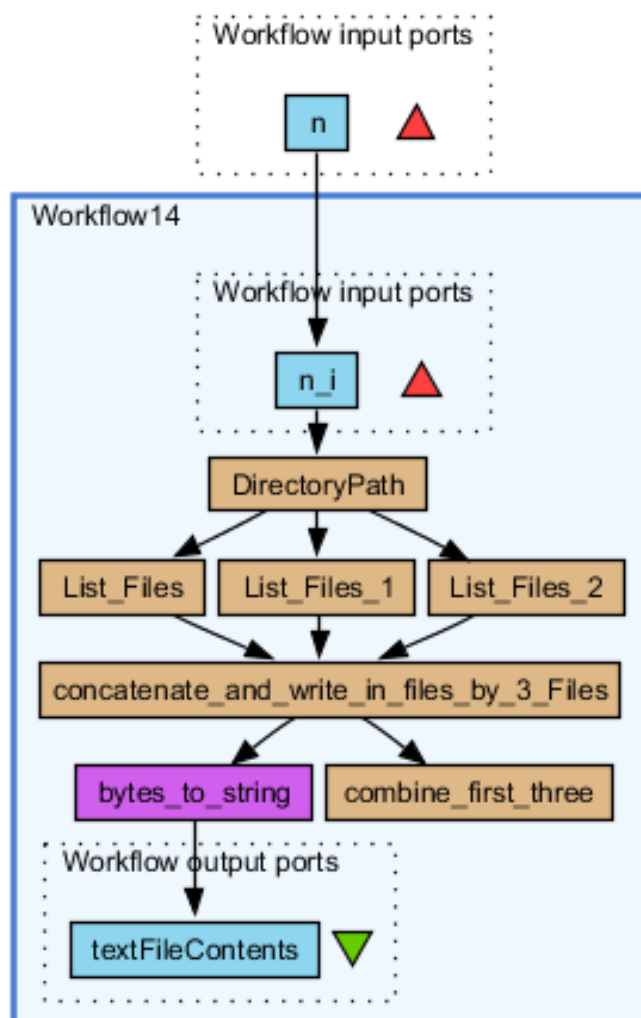 Workflow input ports
n
Workflow14
Workflow input ports
n_i
DirectoryPath
List_Files List_Files_1 List_Files_2
concatenate_and_write_in_files_by_3_Files
bytes_to_string combine_first_three
Workflow output ports
textFileContents